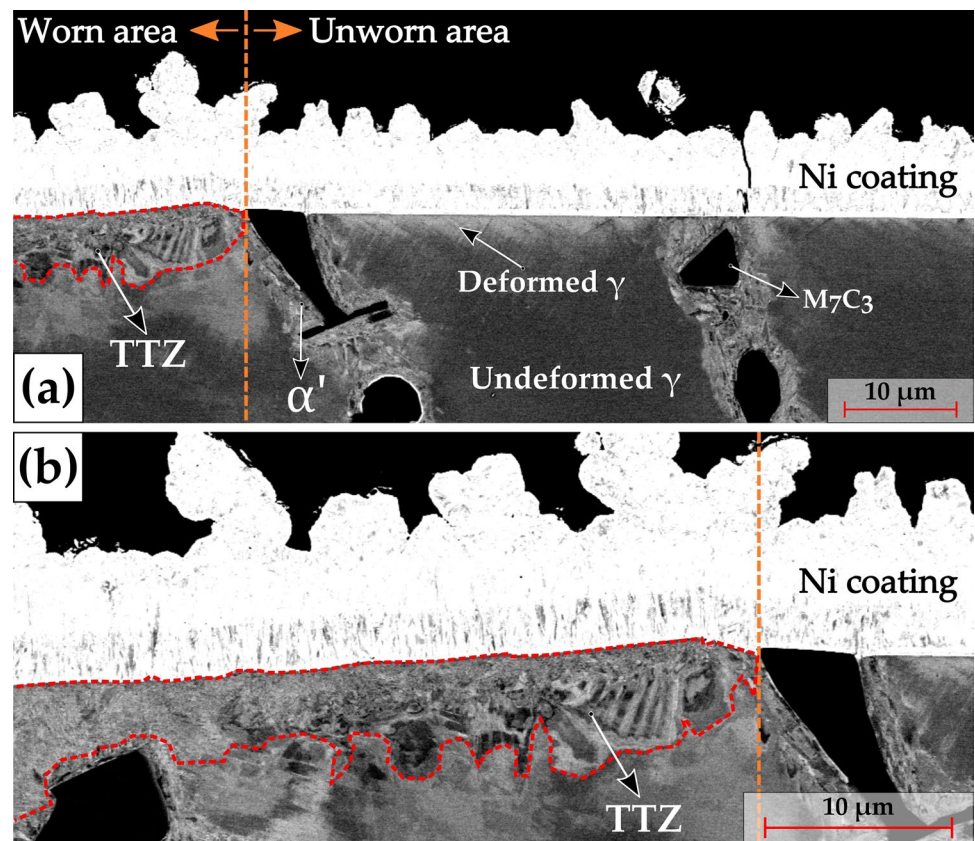 Worn area
Unworn area
Ni coating
Deformed γ
M7C3
TTZ
α'
Undeformed γ
(a)
10 µm
(b)
Ni coating
TTZ
10 µm